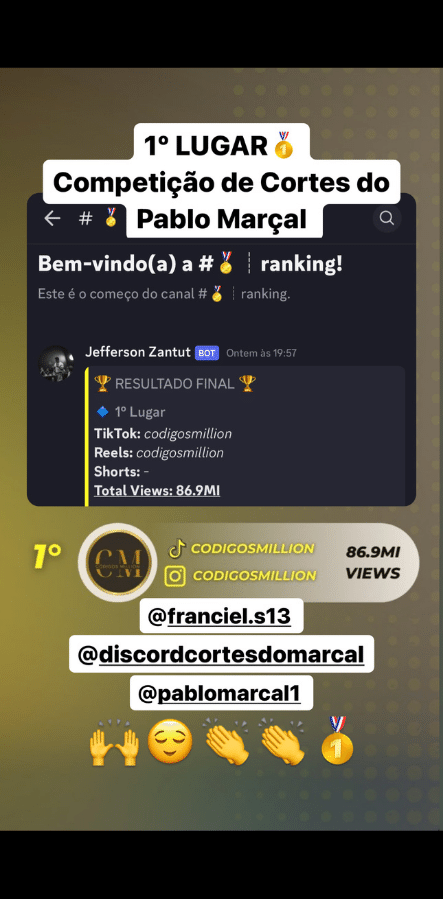 1º LUGAR🥇
Competição de Cortes do
Pablo Marçal
← # 🥇
Bem-vindo(a) a #🥇┆ranking!
Este é o começo do canal #🥇┆ranking.
Jefferson Zantut BOT Ontem às 19:57
🏆 RESULTADO FINAL 🏆
🔹 1º Lugar
TikTok: codigosmillion
Reels: codigosmillion
Shorts: -
Total Views: 86.9MI
1º
CM
CODIGOSMILLION
CODIGOSMILLION
86.9MI
VIEWS
@franciel.s13
@discordcortesdomarcal
@pablomarcal1
🙌😌👏👏🥇